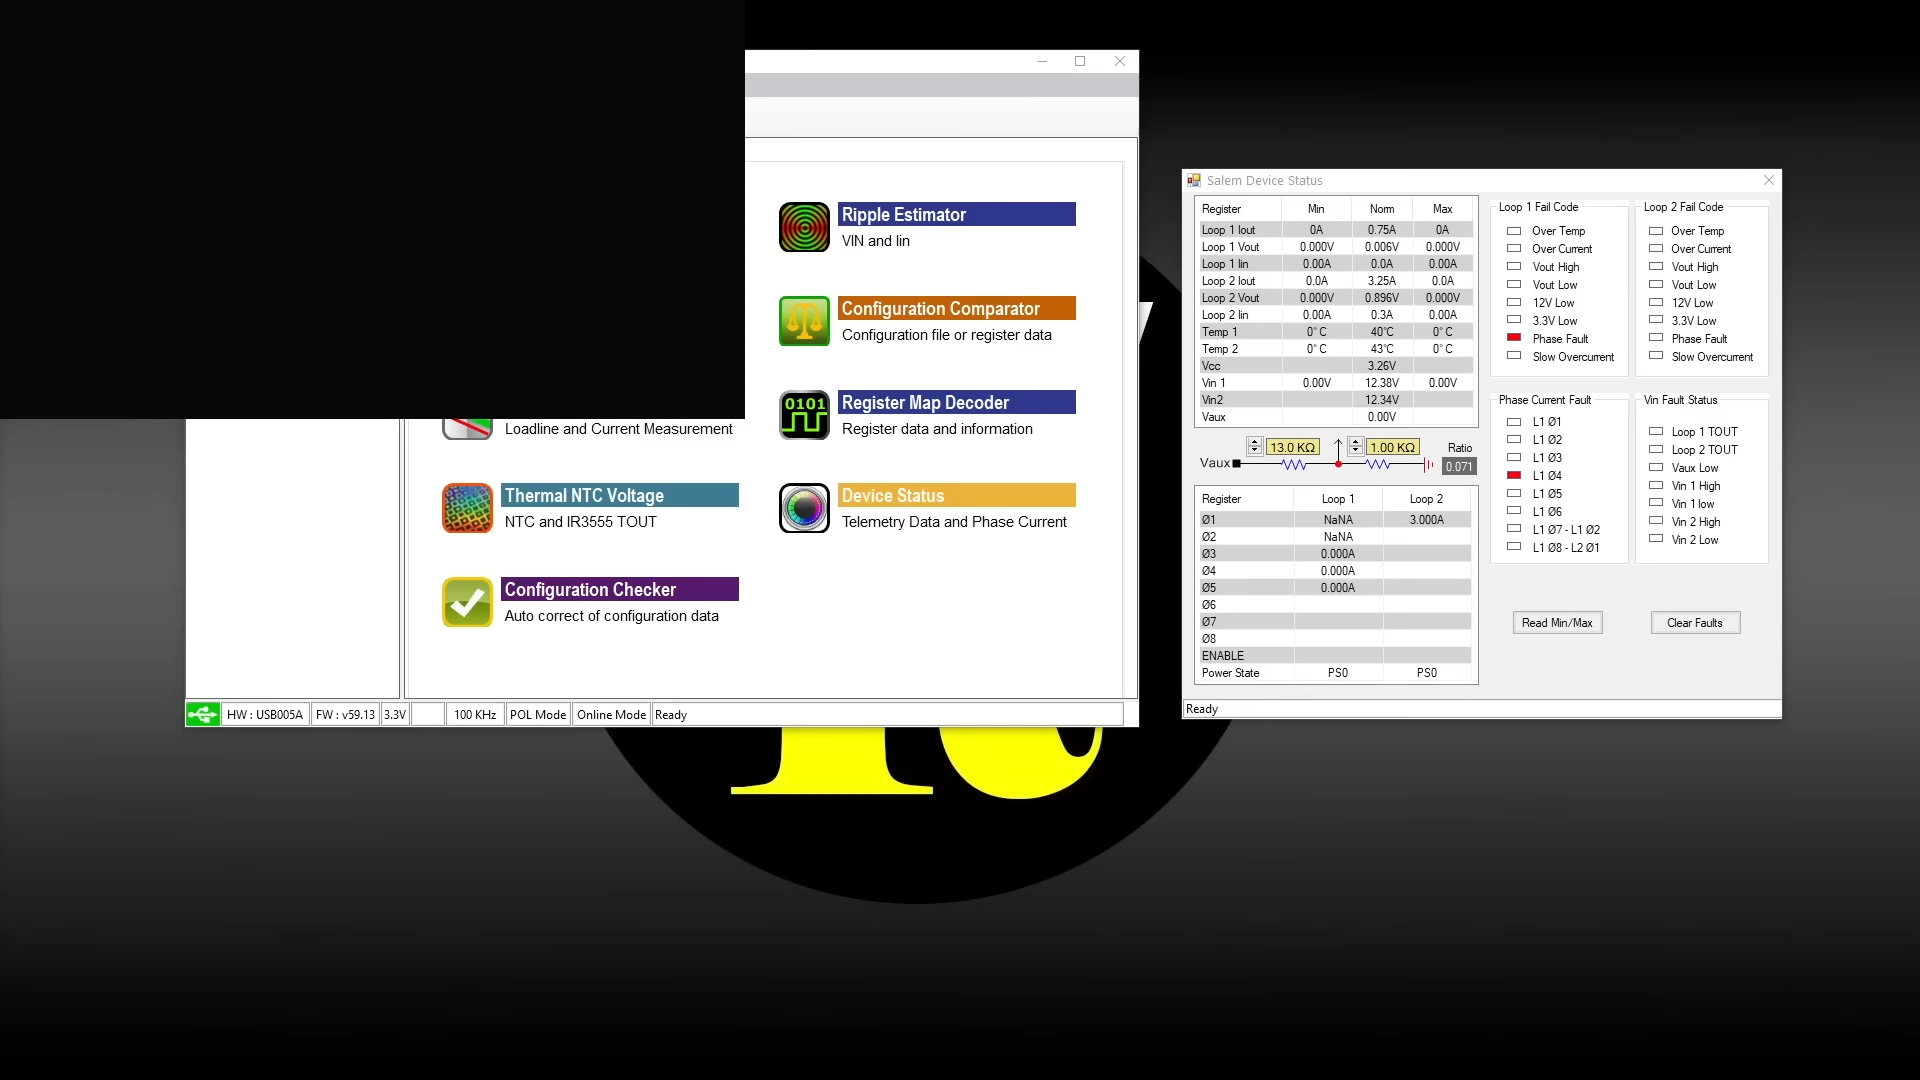 Ripple Estimator
VIN and Iin
Configuration Comparator
Configuration file or register data
Register Map Decoder
Register data and information
Loadline and Current Measurement
Thermal NTC Voltage
NTC and IR3555 TOUT
Device Status
Telemetry Data and Phase Current
Configuration Checker
Auto correct of configuration data
HW : USB005A FW : v59.13 3.3V 100 KHz POL Mode Online Mode Ready
Salem Device Status
Register Min Norm Max
Loop 1 Iout 0A 0.75A 0A
Loop 1 Vout 0.000V 0.006V 0.000V
Loop 1 Iin 0.00A 0.0A 0.00A
Loop 2 Iout 0.0A 3.25A 0.0A
Loop 2 Vout 0.000V 0.896V 0.000V
Loop 2 Iin 0.00A 0.3A 0.00A
Temp 1 0° C 40°C 0° C
Temp 2 0° C 43°C 0° C
Vcc 3.26V
Vin 1 0.00V 12.38V 0.00V
Vin2 12.34V
Vaux 0.00V
Vaux 13.0 KΩ 1.00 KΩ Ratio
0.071
Register Loop 1 Loop 2
Ø1 NaNA 3.000A
Ø2 NaNA
Ø3 0.000A
Ø4 0.000A
Ø5 0.000A
Ø6
Ø7
Ø8
ENABLE
Power State PS0 PS0
Loop 1 Fail Code
Over Temp
Over Current
Vout High
Vout Low
12V Low
3.3V Low
Phase Fault
Slow Overcurrent
Loop 2 Fail Code
Over Temp
Over Current
Vout High
Vout Low
12V Low
3.3V Low
Phase Fault
Slow Overcurrent
Phase Current Fault
L1 Ø1
L1 Ø2
L1 Ø3
L1 Ø4
L1 Ø5
L1 Ø6
L1 Ø7 - L1 Ø2
L1 Ø8 - L2 Ø1
Vin Fault Status
Loop 1 TOUT
Loop 2 TOUT
Vaux Low
Vin 1 High
Vin 1 low
Vin 2 High
Vin 2 Low
Read Min/Max
Clear Faults
Ready